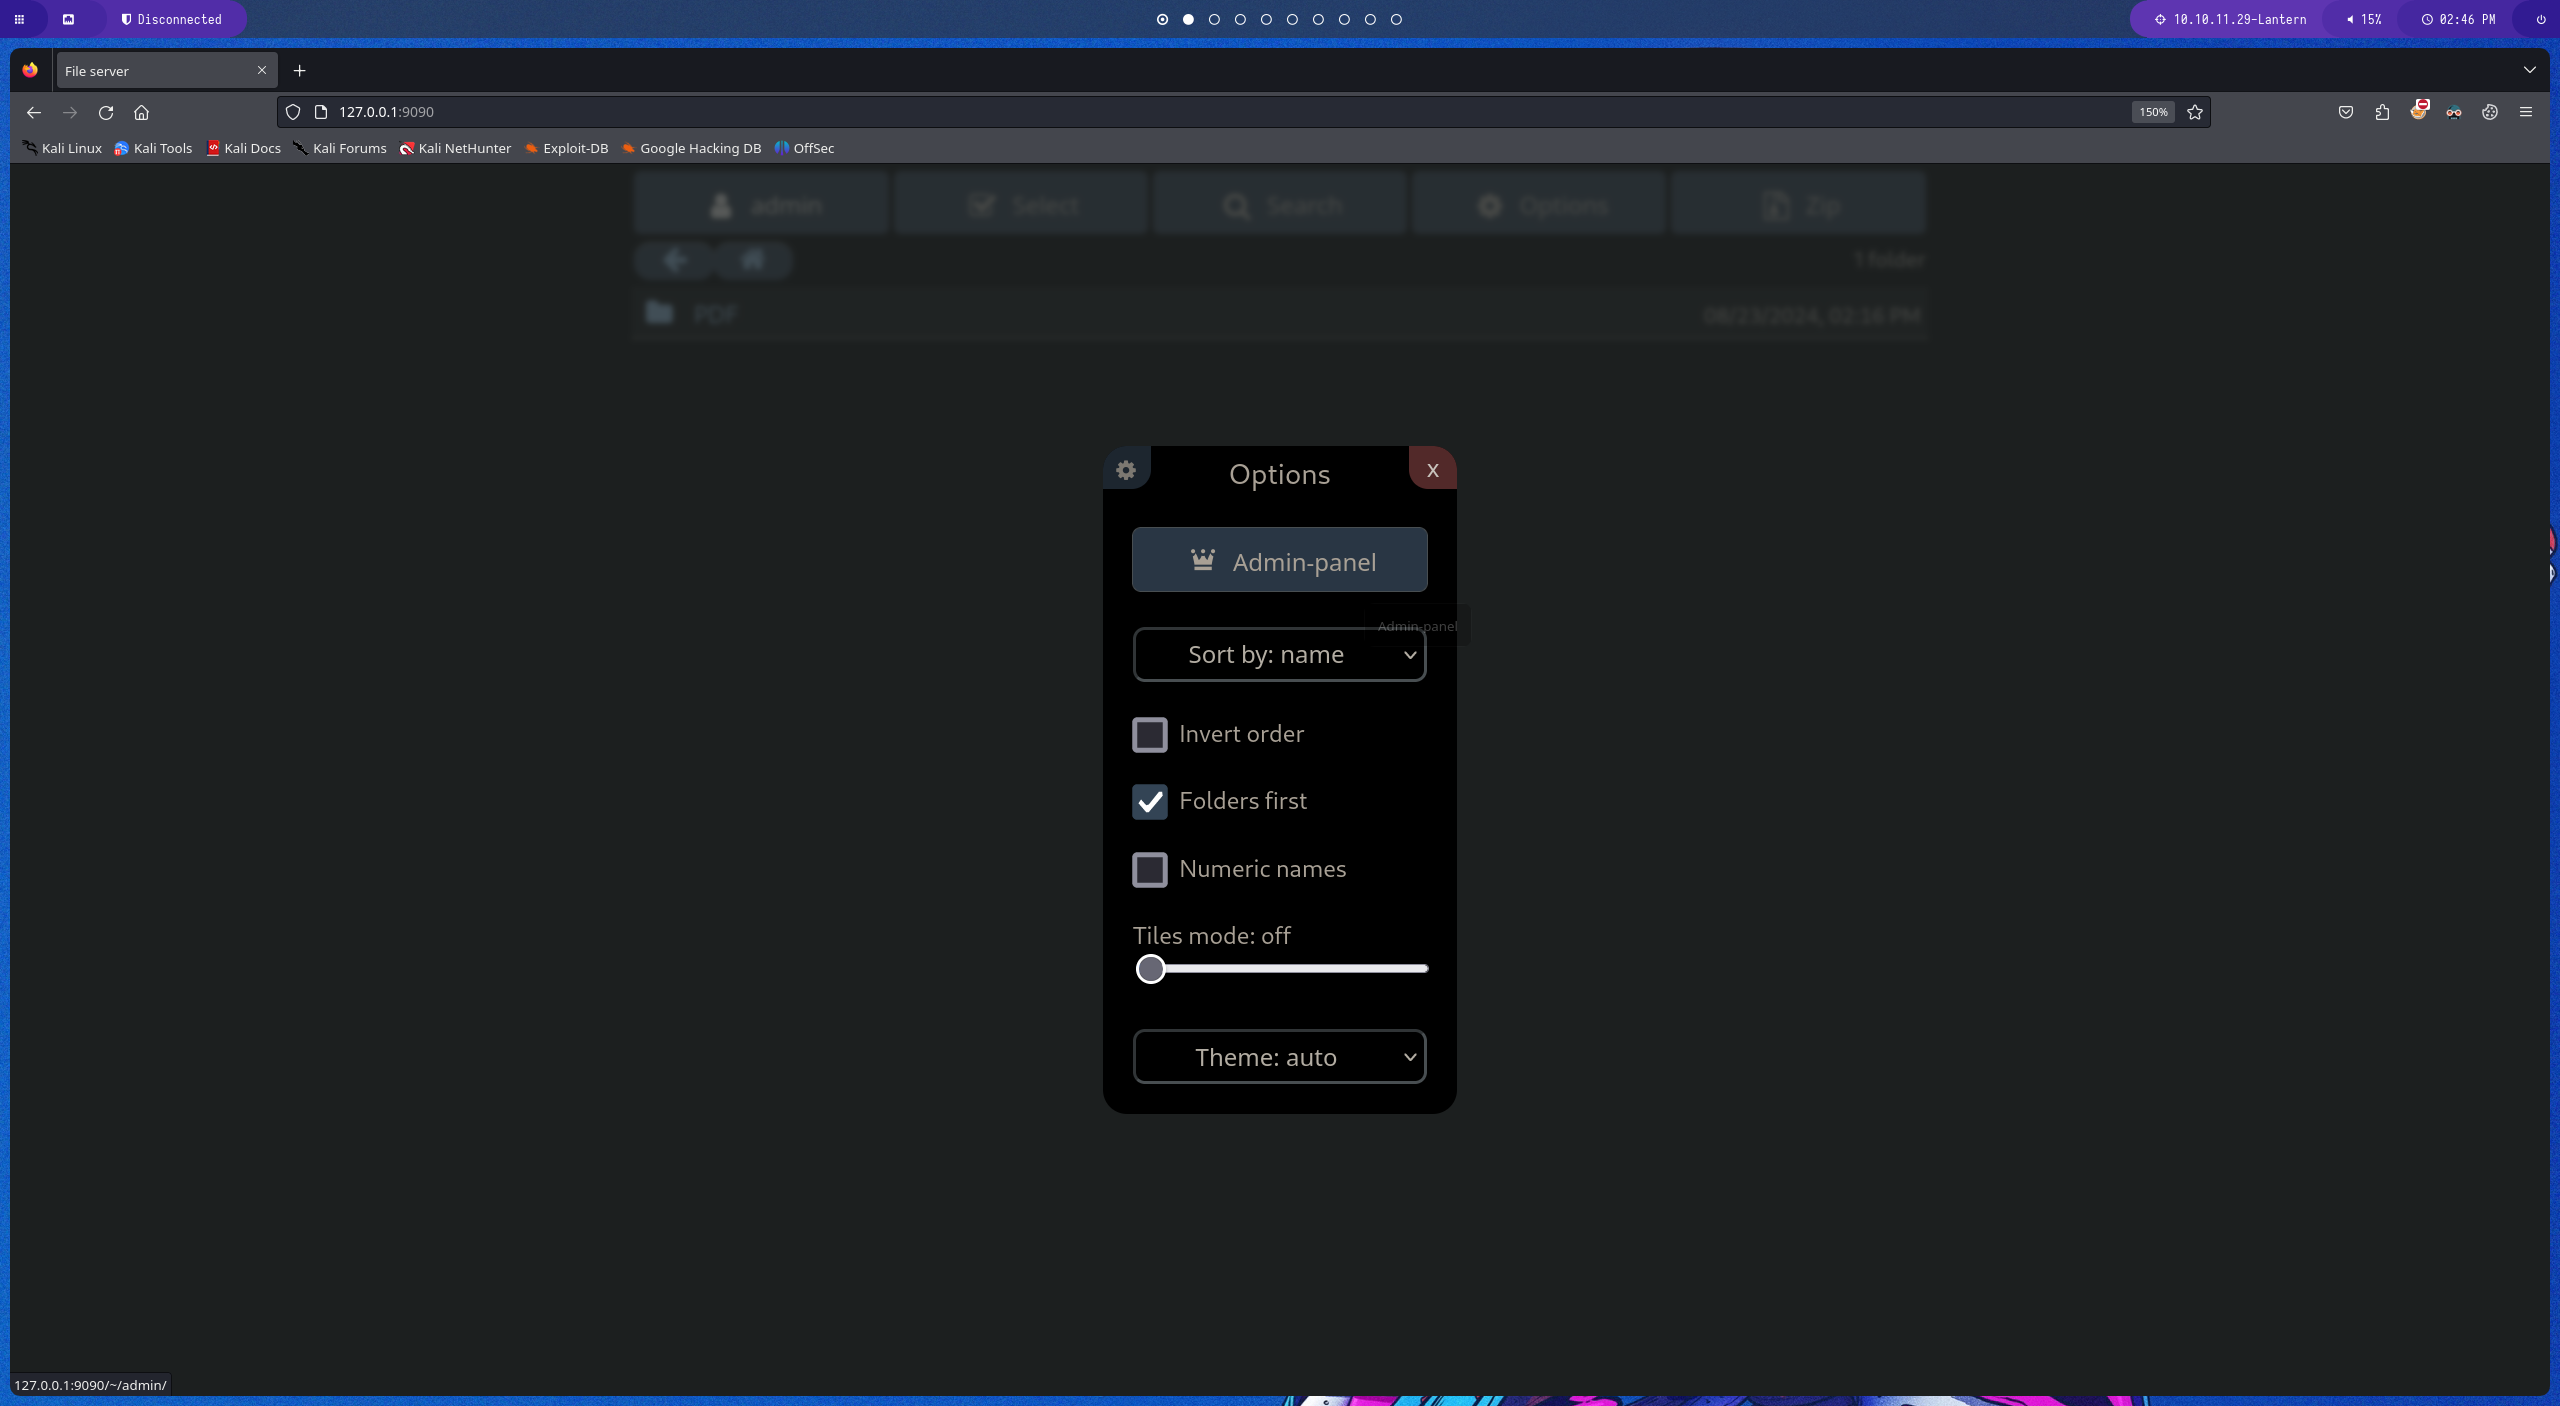 Disconnected
10.10.11.29-Lantern
15%
02:46 PM
File server
127.0.0.1:9090
150%
Kali Linux
Kali Tools
Kali Docs
Kali Forums
Kali NetHunter
Exploit-DB
Google Hacking DB
OffSec
admin
Select
Search
Options
Zip
1 folder
PDF
08/23/2024, 02:16 PM
Options
X
Admin-panel
Admin-panel
Sort by: name
Invert order
Folders first
Numeric names
Tiles mode: off
Theme: auto
127.0.0.1:9090/~/admin/